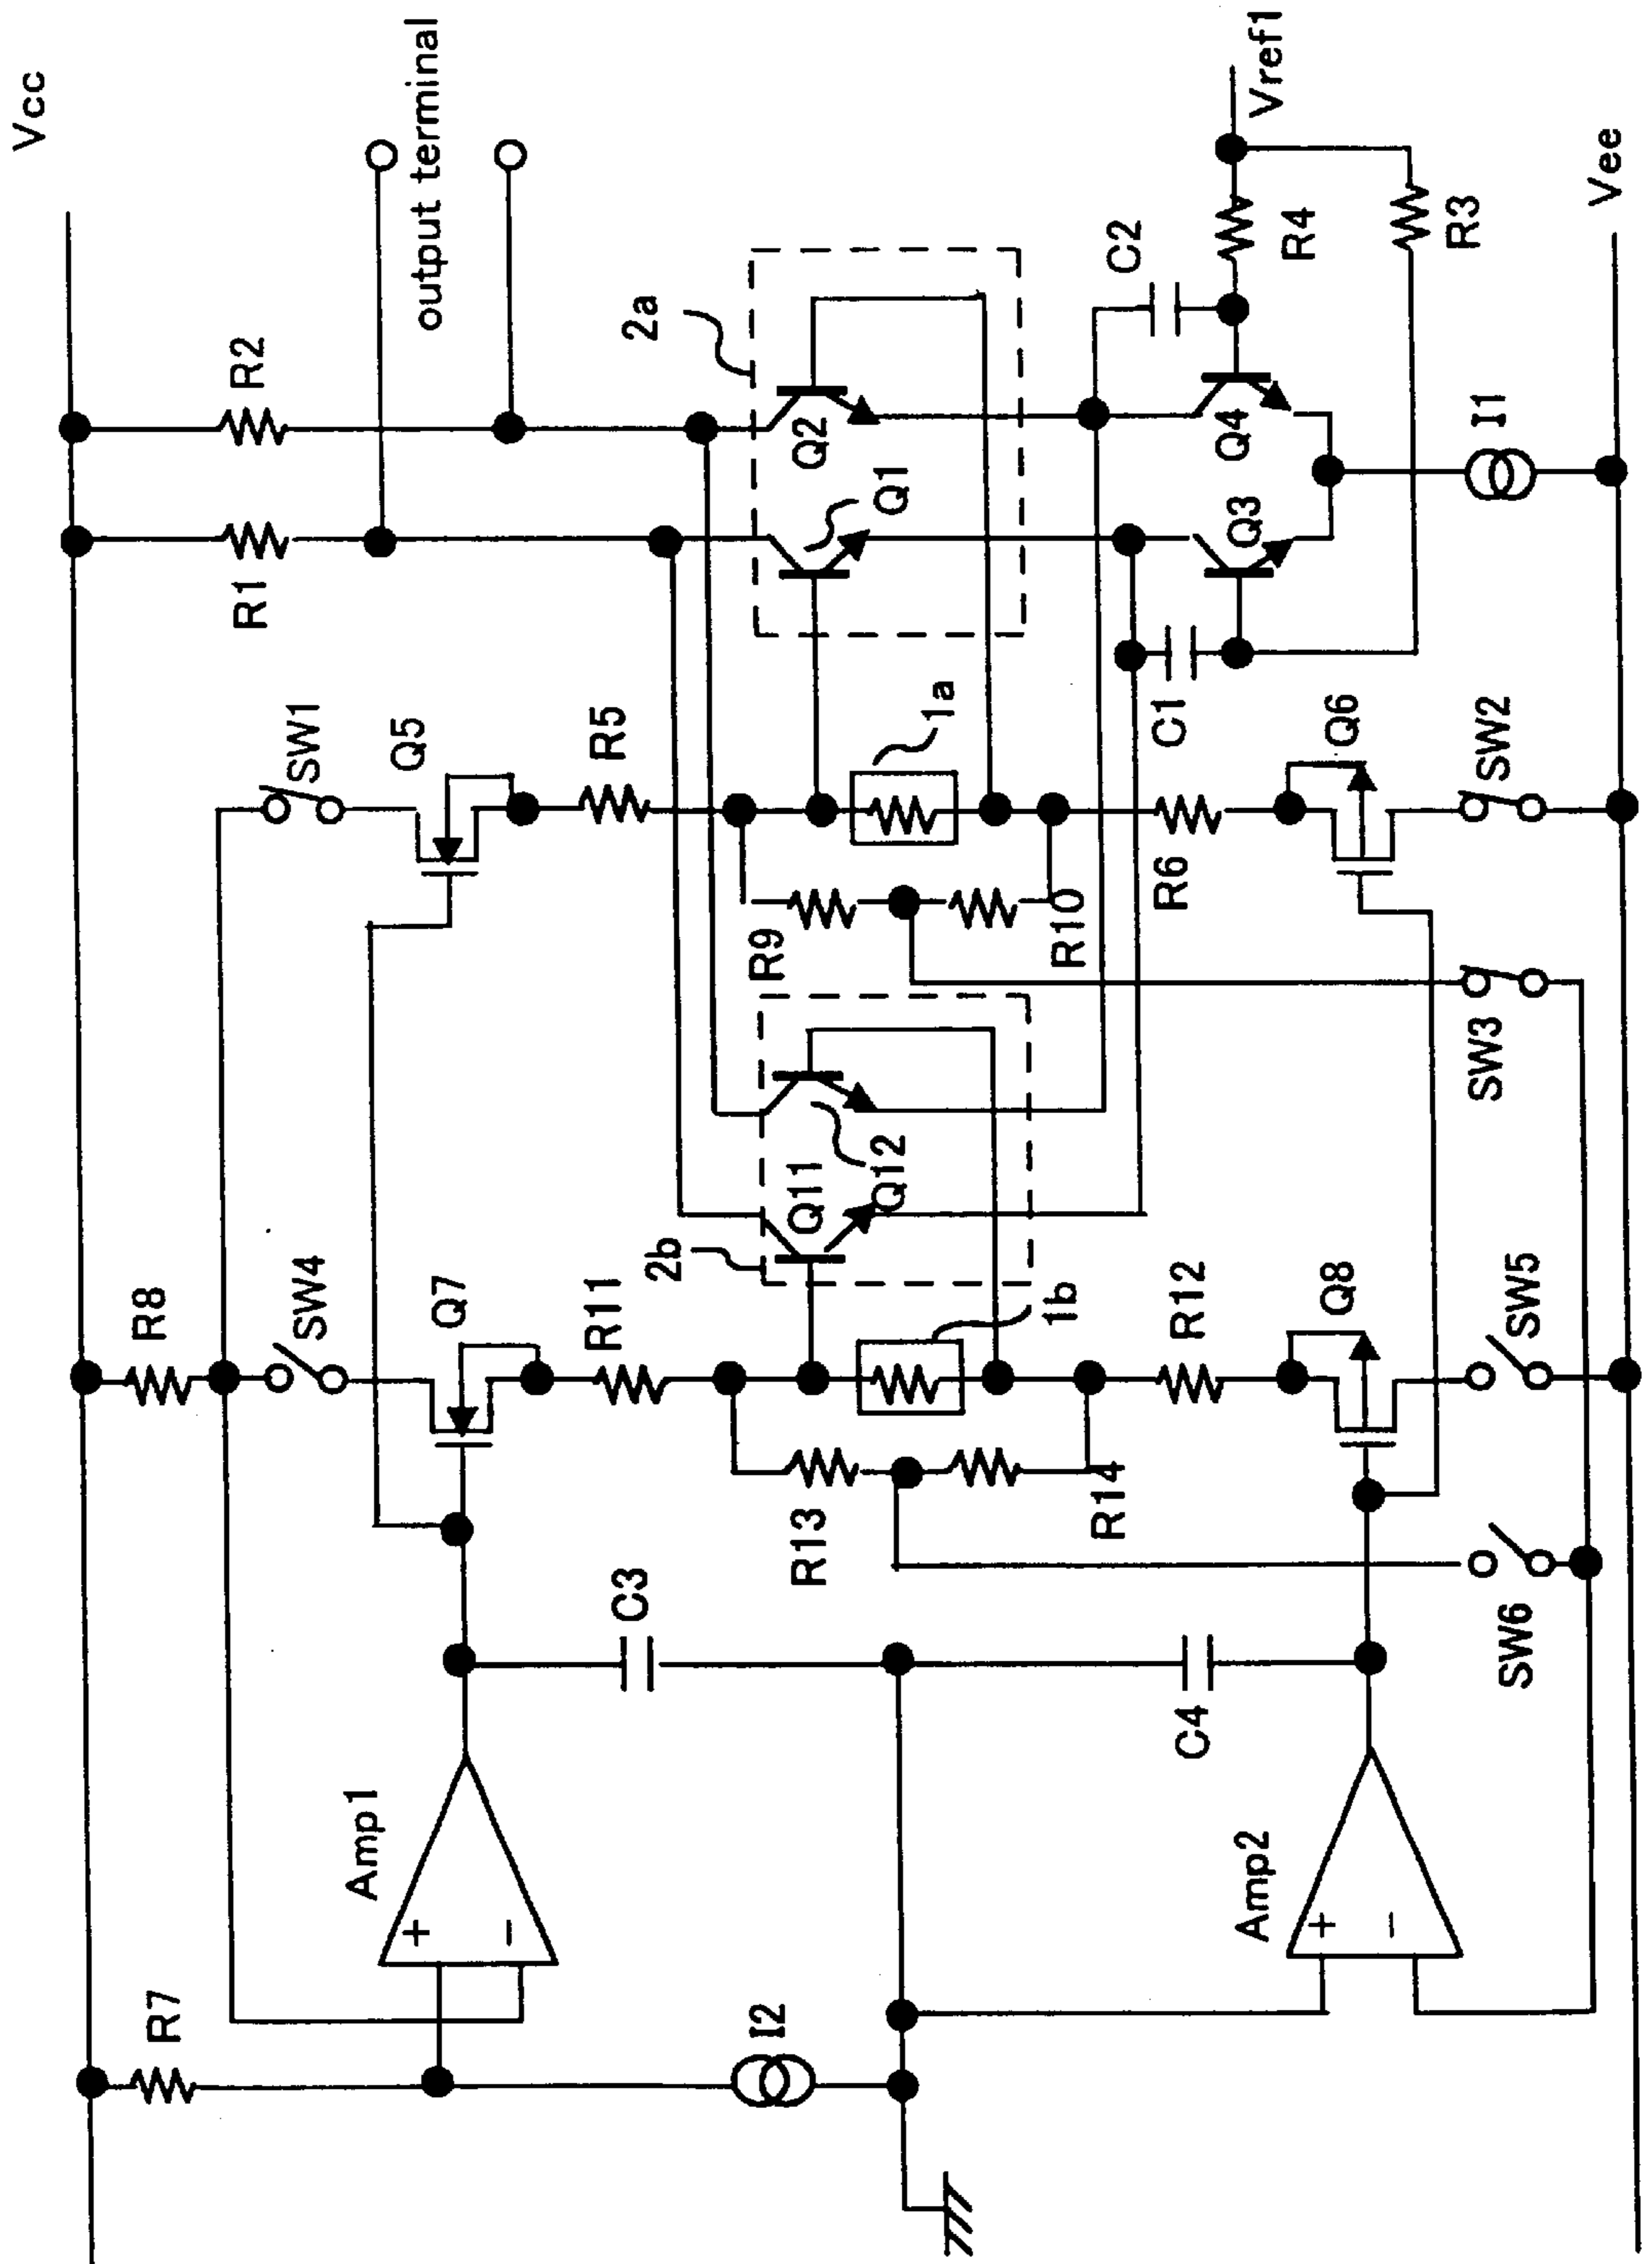 Vcc
output terminal
R2
R1
SW1
R8
SW4
Q5
Q7
Amp1
+
-
R7
R5
R11
2a
Q2
Q1
1a
R9
R10
2b
Q11
Q12
1b
R13
R14
C3
I2
C2
R4
Vref1
R3
Q4
Q3
C1
R6
R12
Q6
Q8
C4
Amp2
+
-
I1
Vee
SW2
SW3
SW5
SW6